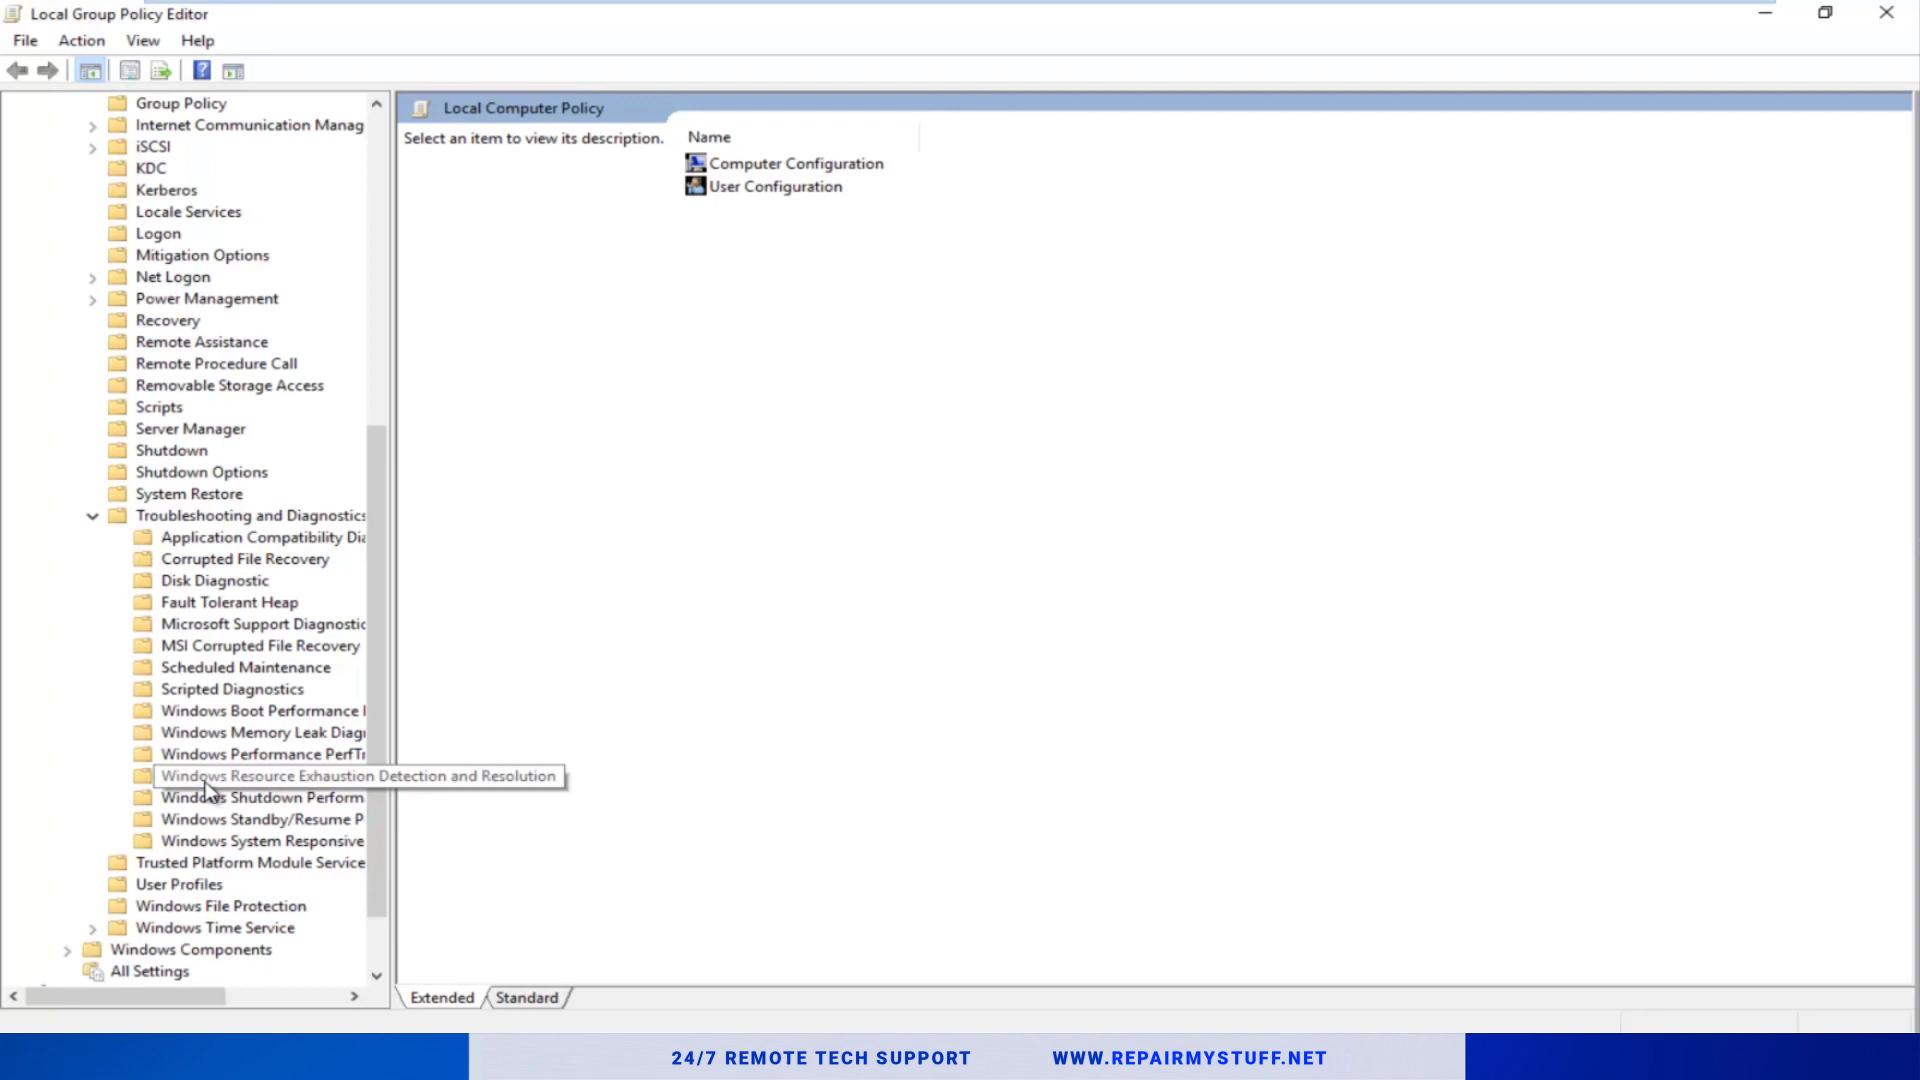 Local Group Policy Editor
File Action View Help
Group Policy
Internet Communication Manag
iSCSI
KDC
Kerberos
Locale Services
Logon
Mitigation Options
Net Logon
Power Management
Recovery
Remote Assistance
Remote Procedure Call
Removable Storage Access
Scripts
Server Manager
Shutdown
Shutdown Options
System Restore
Troubleshooting and Diagnostics
Application Compatibility Dia
Corrupted File Recovery
Disk Diagnostic
Fault Tolerant Heap
Microsoft Support Diagnostic
MSI Corrupted File Recovery
Scheduled Maintenance
Scripted Diagnostics
Windows Boot Performance
Windows Memory Leak Diag
Windows Performance PerfTr
Windows Resource Exhaustion Detection and Resolution
Windows Shutdown Perform
Windows Standby/Resume P
Windows System Responsive
Trusted Platform Module Service
User Profiles
Windows File Protection
Windows Time Service
Windows Components
All Settings
Local Computer Policy
Select an item to view its description.
Name
Computer Configuration
User Configuration
Extended Standard
24/7 REMOTE TECH SUPPORT WWW.REPAIRMYSTUFF.NET